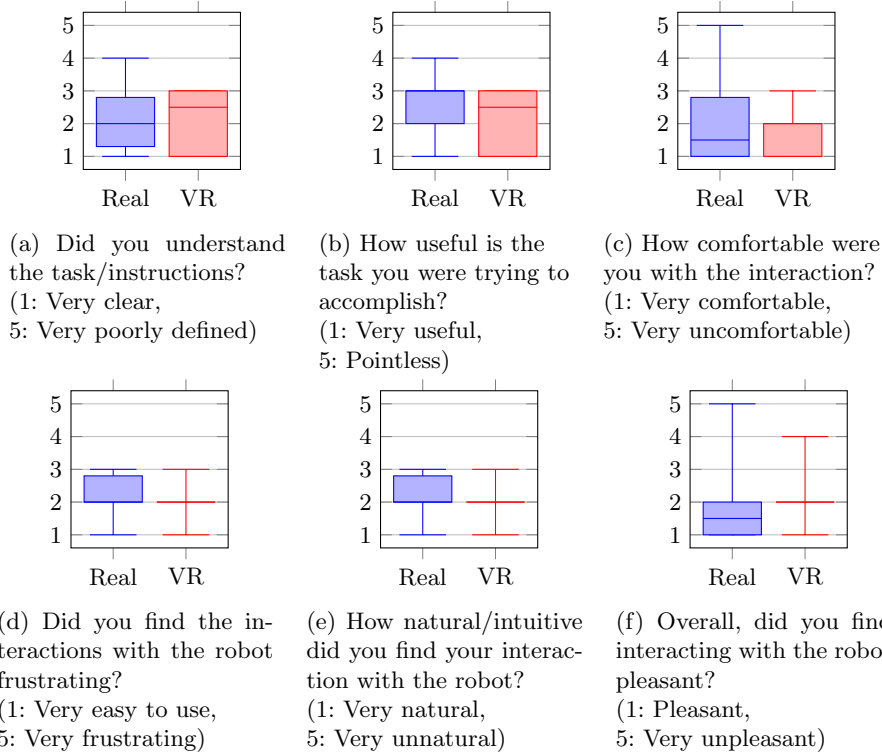 5
4
3
2
1
Real VR
5
4
3
2
1
Real VR
5
4
3
2
1
Real VR
(a) Did you understand
the task/instructions?
(1: Very clear,
5: Very poorly defined)
(b) How useful is the
task you were trying to
accomplish?
(1: Very useful,
5: Pointless)
(c) How comfortable were
you with the interaction?
(1: Very comfortable,
5: Very uncomfortable)
5
4
3
2
1
Real VR
5
4
3
2
1
Real VR
5
4
3
2
1
Real VR
(d) Did you find the in-
teractions with the robot
frustrating?
(1: Very easy to use,
5: Very frustrating)
(e) How natural/intuitive
did you find your interac-
tion with the robot?
(1: Very natural,
5: Very unnatural)
(f) Overall, did you find
interacting with the robot
pleasant?
(1: Pleasant,
5: Very unpleasant)